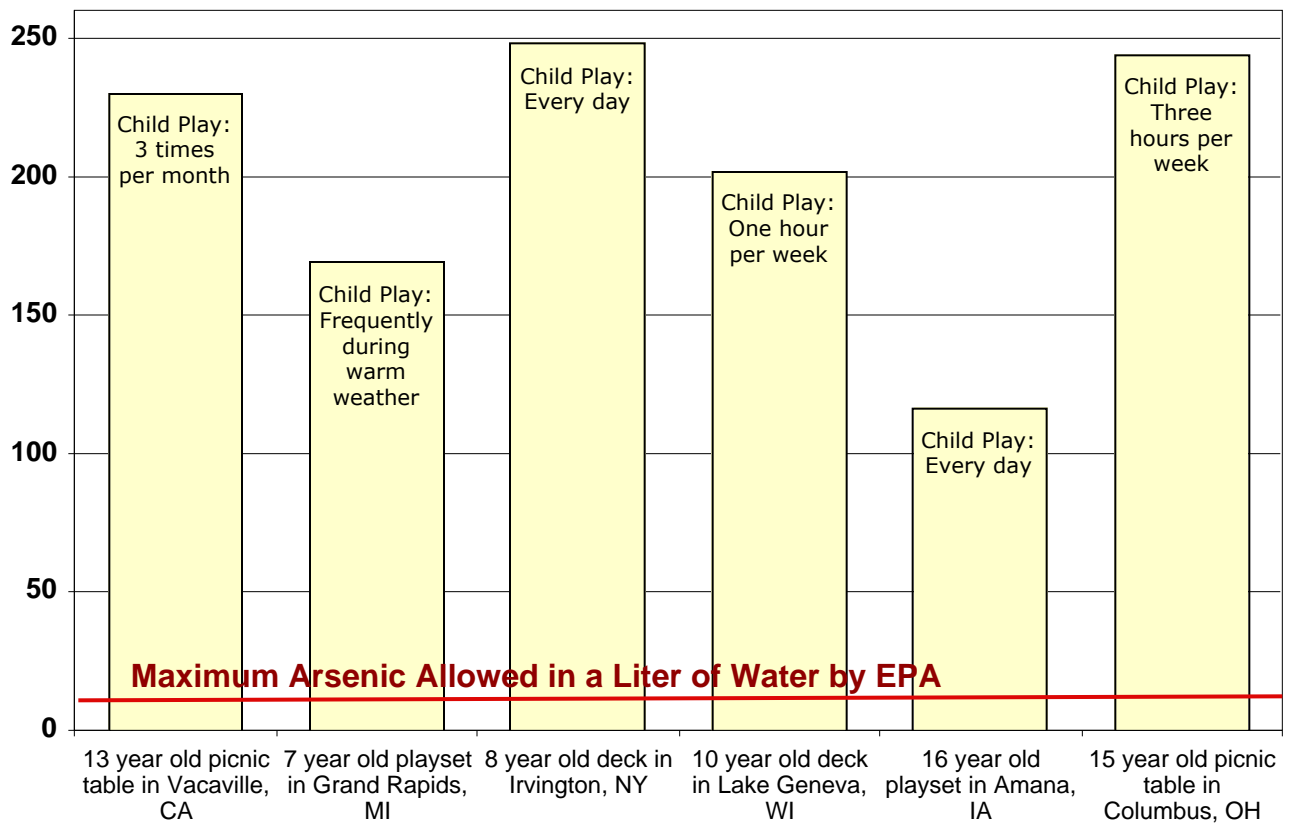 250
200
150
100
50
0
Child Play:
3 times
per month
Child Play:
Frequently
during
warm
weather
Child Play:
Every day
Child Play:
One hour
per week
Child Play:
Every day
Child Play:
Three
hours per
week
Maximum Arsenic Allowed in a Liter of Water by EPA
13 year old picnic
table in Vacaville,
CA
7 year old playset
in Grand Rapids,
MI
8 year old deck in
Irvington, NY
10 year old deck
in Lake Geneva,
WI
16 year old
playset in Amana,
IA
15 year old picnic
table in
Columbus, OH